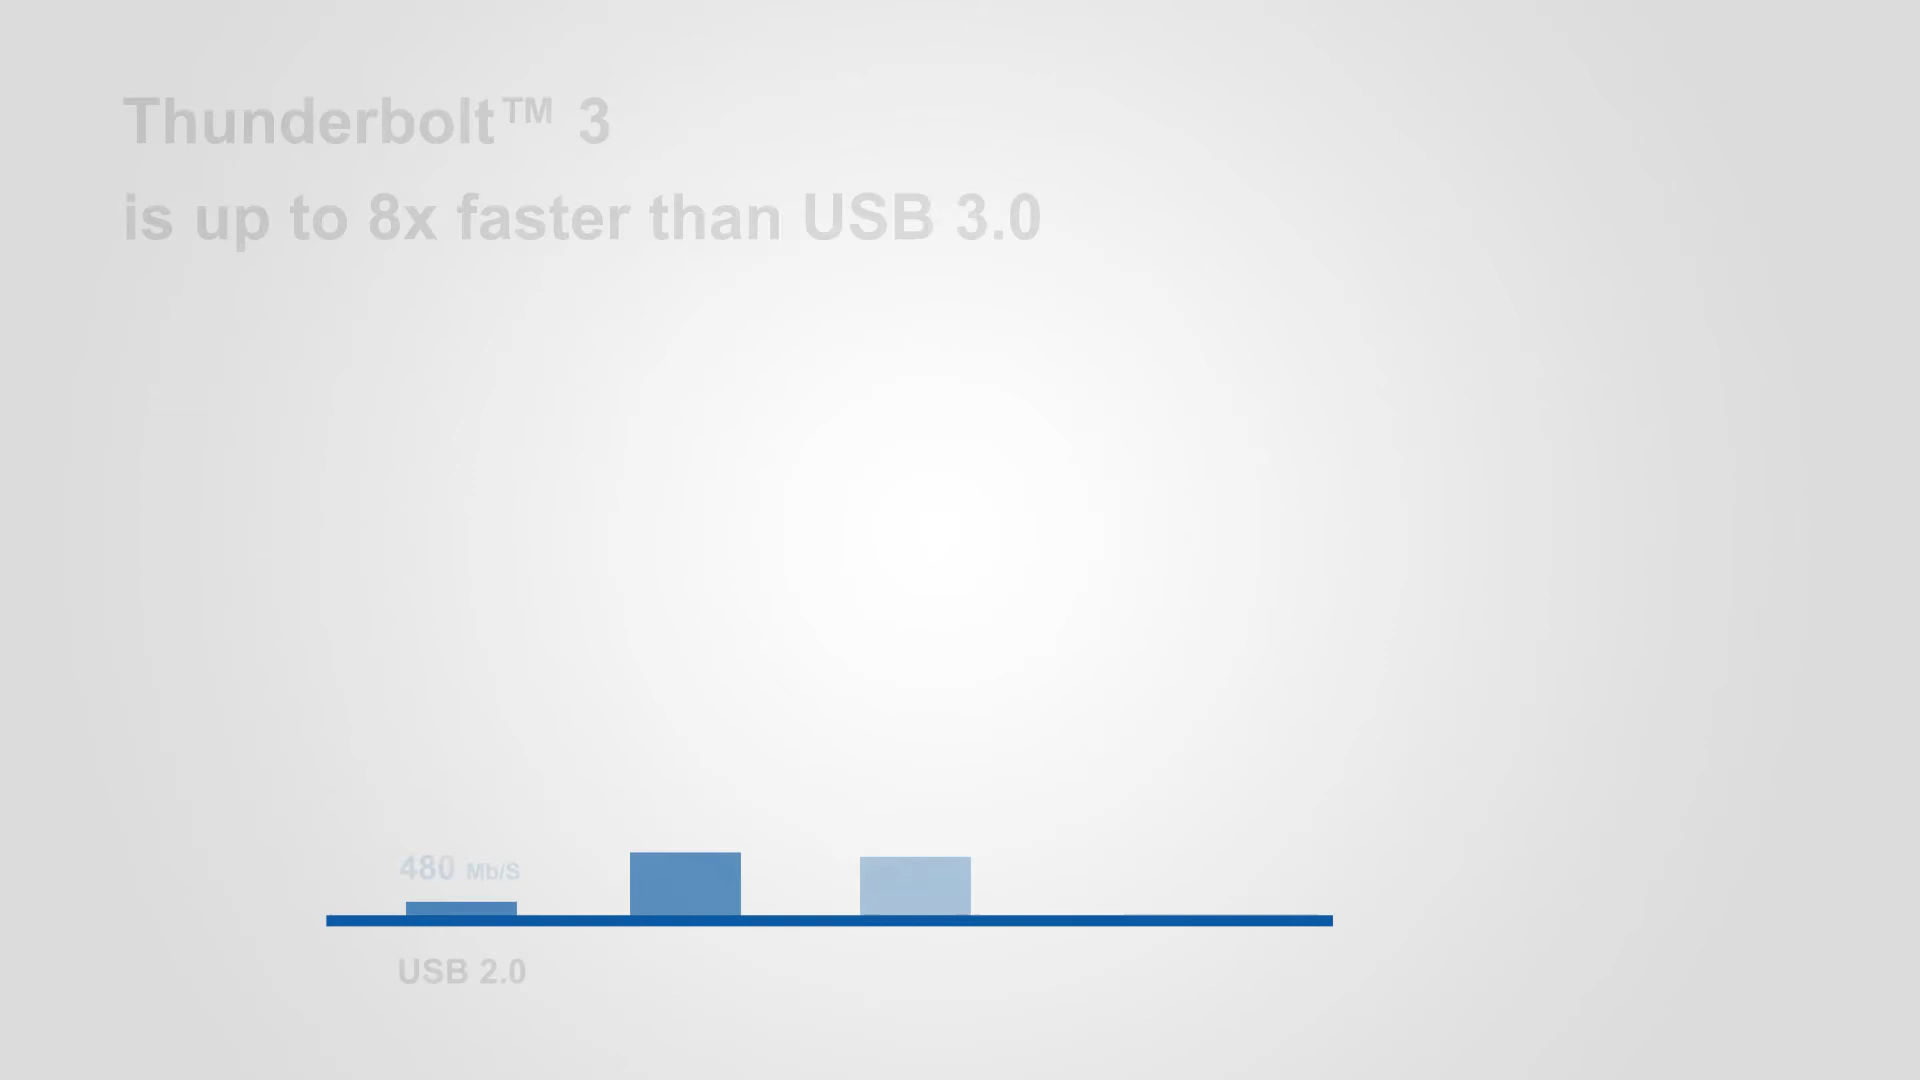 Thunderbolt™ 3
is up to 8x faster than USB 3.0
480 Mb/S
USB 2.0